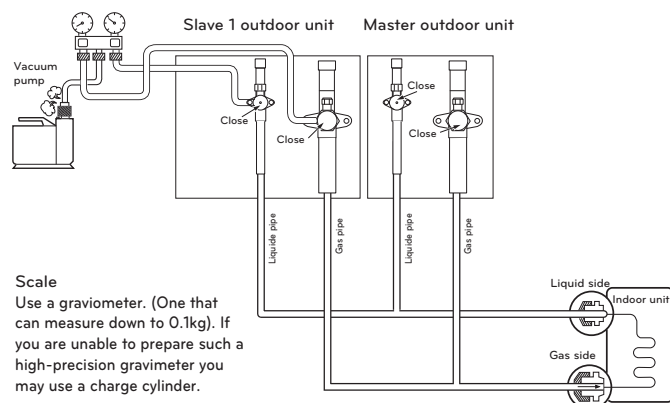 Slave 1 outdoor unit
Master outdoor unit
Vacuum
pump
Close
Close
Close
Close
Liquide pipe
Gas pipe
Liquide pipe
Gas pipe
Scale
Use a graviometer. (One that
can measure down to 0.1kg). If
you are unable to prepare such a
high-precision gravimeter you
may use a charge cylinder.
Liquid side
Indoor unit
Gas side